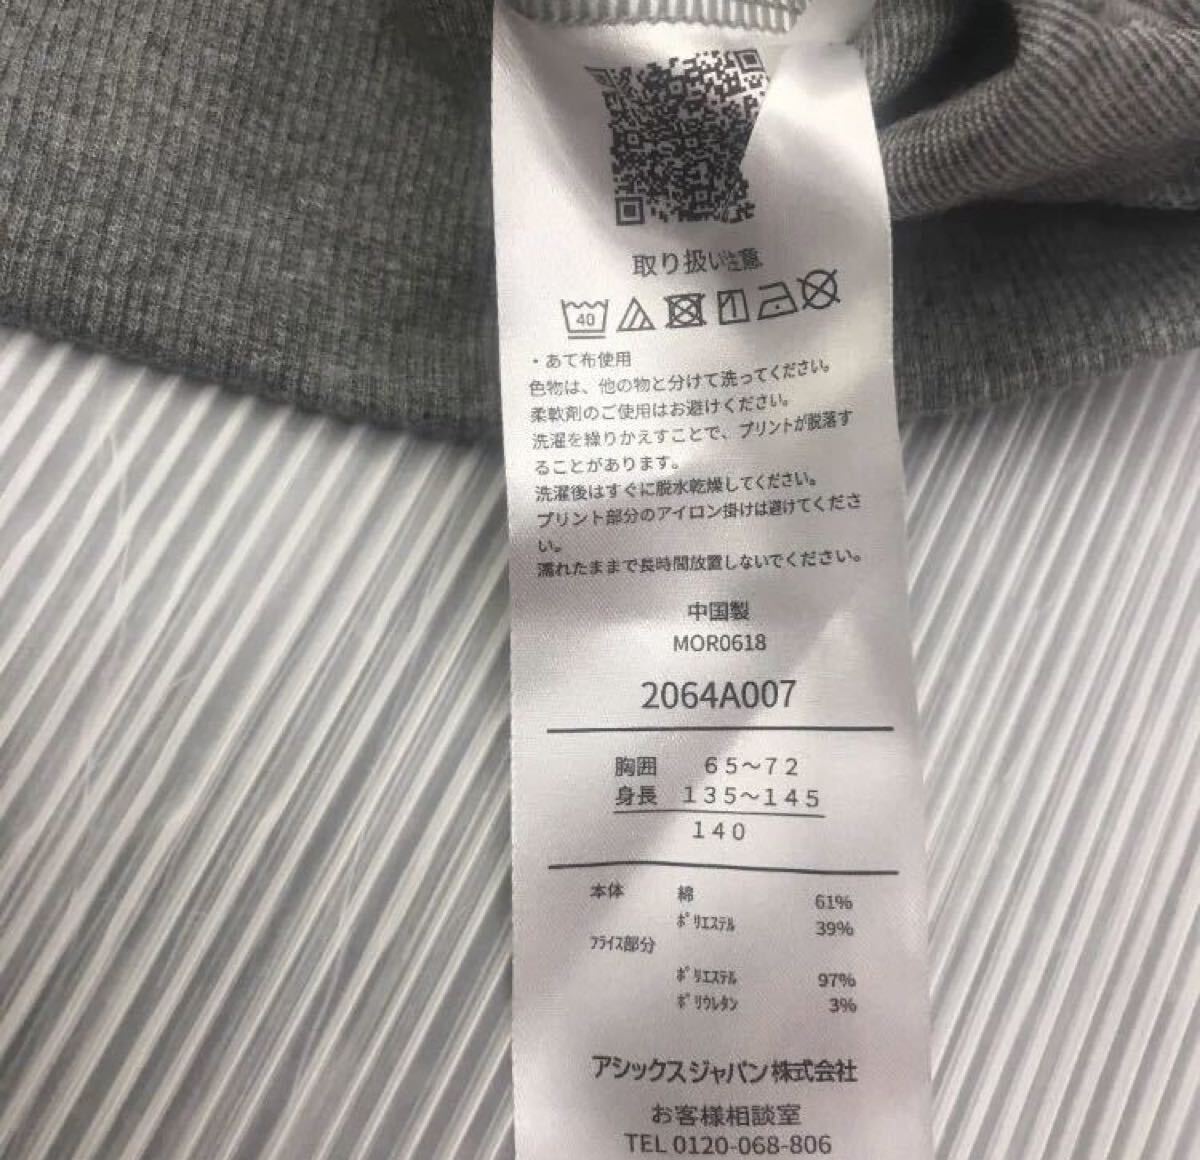 取り扱い注意
40
・あて布使用
色物は、他の物と分けて洗ってください。
柔軟剤のご使用はお避けください。
洗濯を繰りかえすことで、プリントが脱落す
ることがあります。
洗濯後はすぐに脱水乾燥してください。
プリント部分のアイロン掛けは避けてくださ
い。
濡れたままで長時間放置しないでください。
中国製
MOR0618
2064A007
胸囲 65～72
身長 135～145
140
本体 綿 61%
ﾎﾟﾘｴｽﾃﾙ 39%
ﾌﾗｲｽ部分
ﾎﾟﾘｴｽﾃﾙ 97%
ﾎﾟﾘｳﾚﾀﾝ 3%
アシックスジャパン株式会社
お客様相談室
TEL 0120-068-806